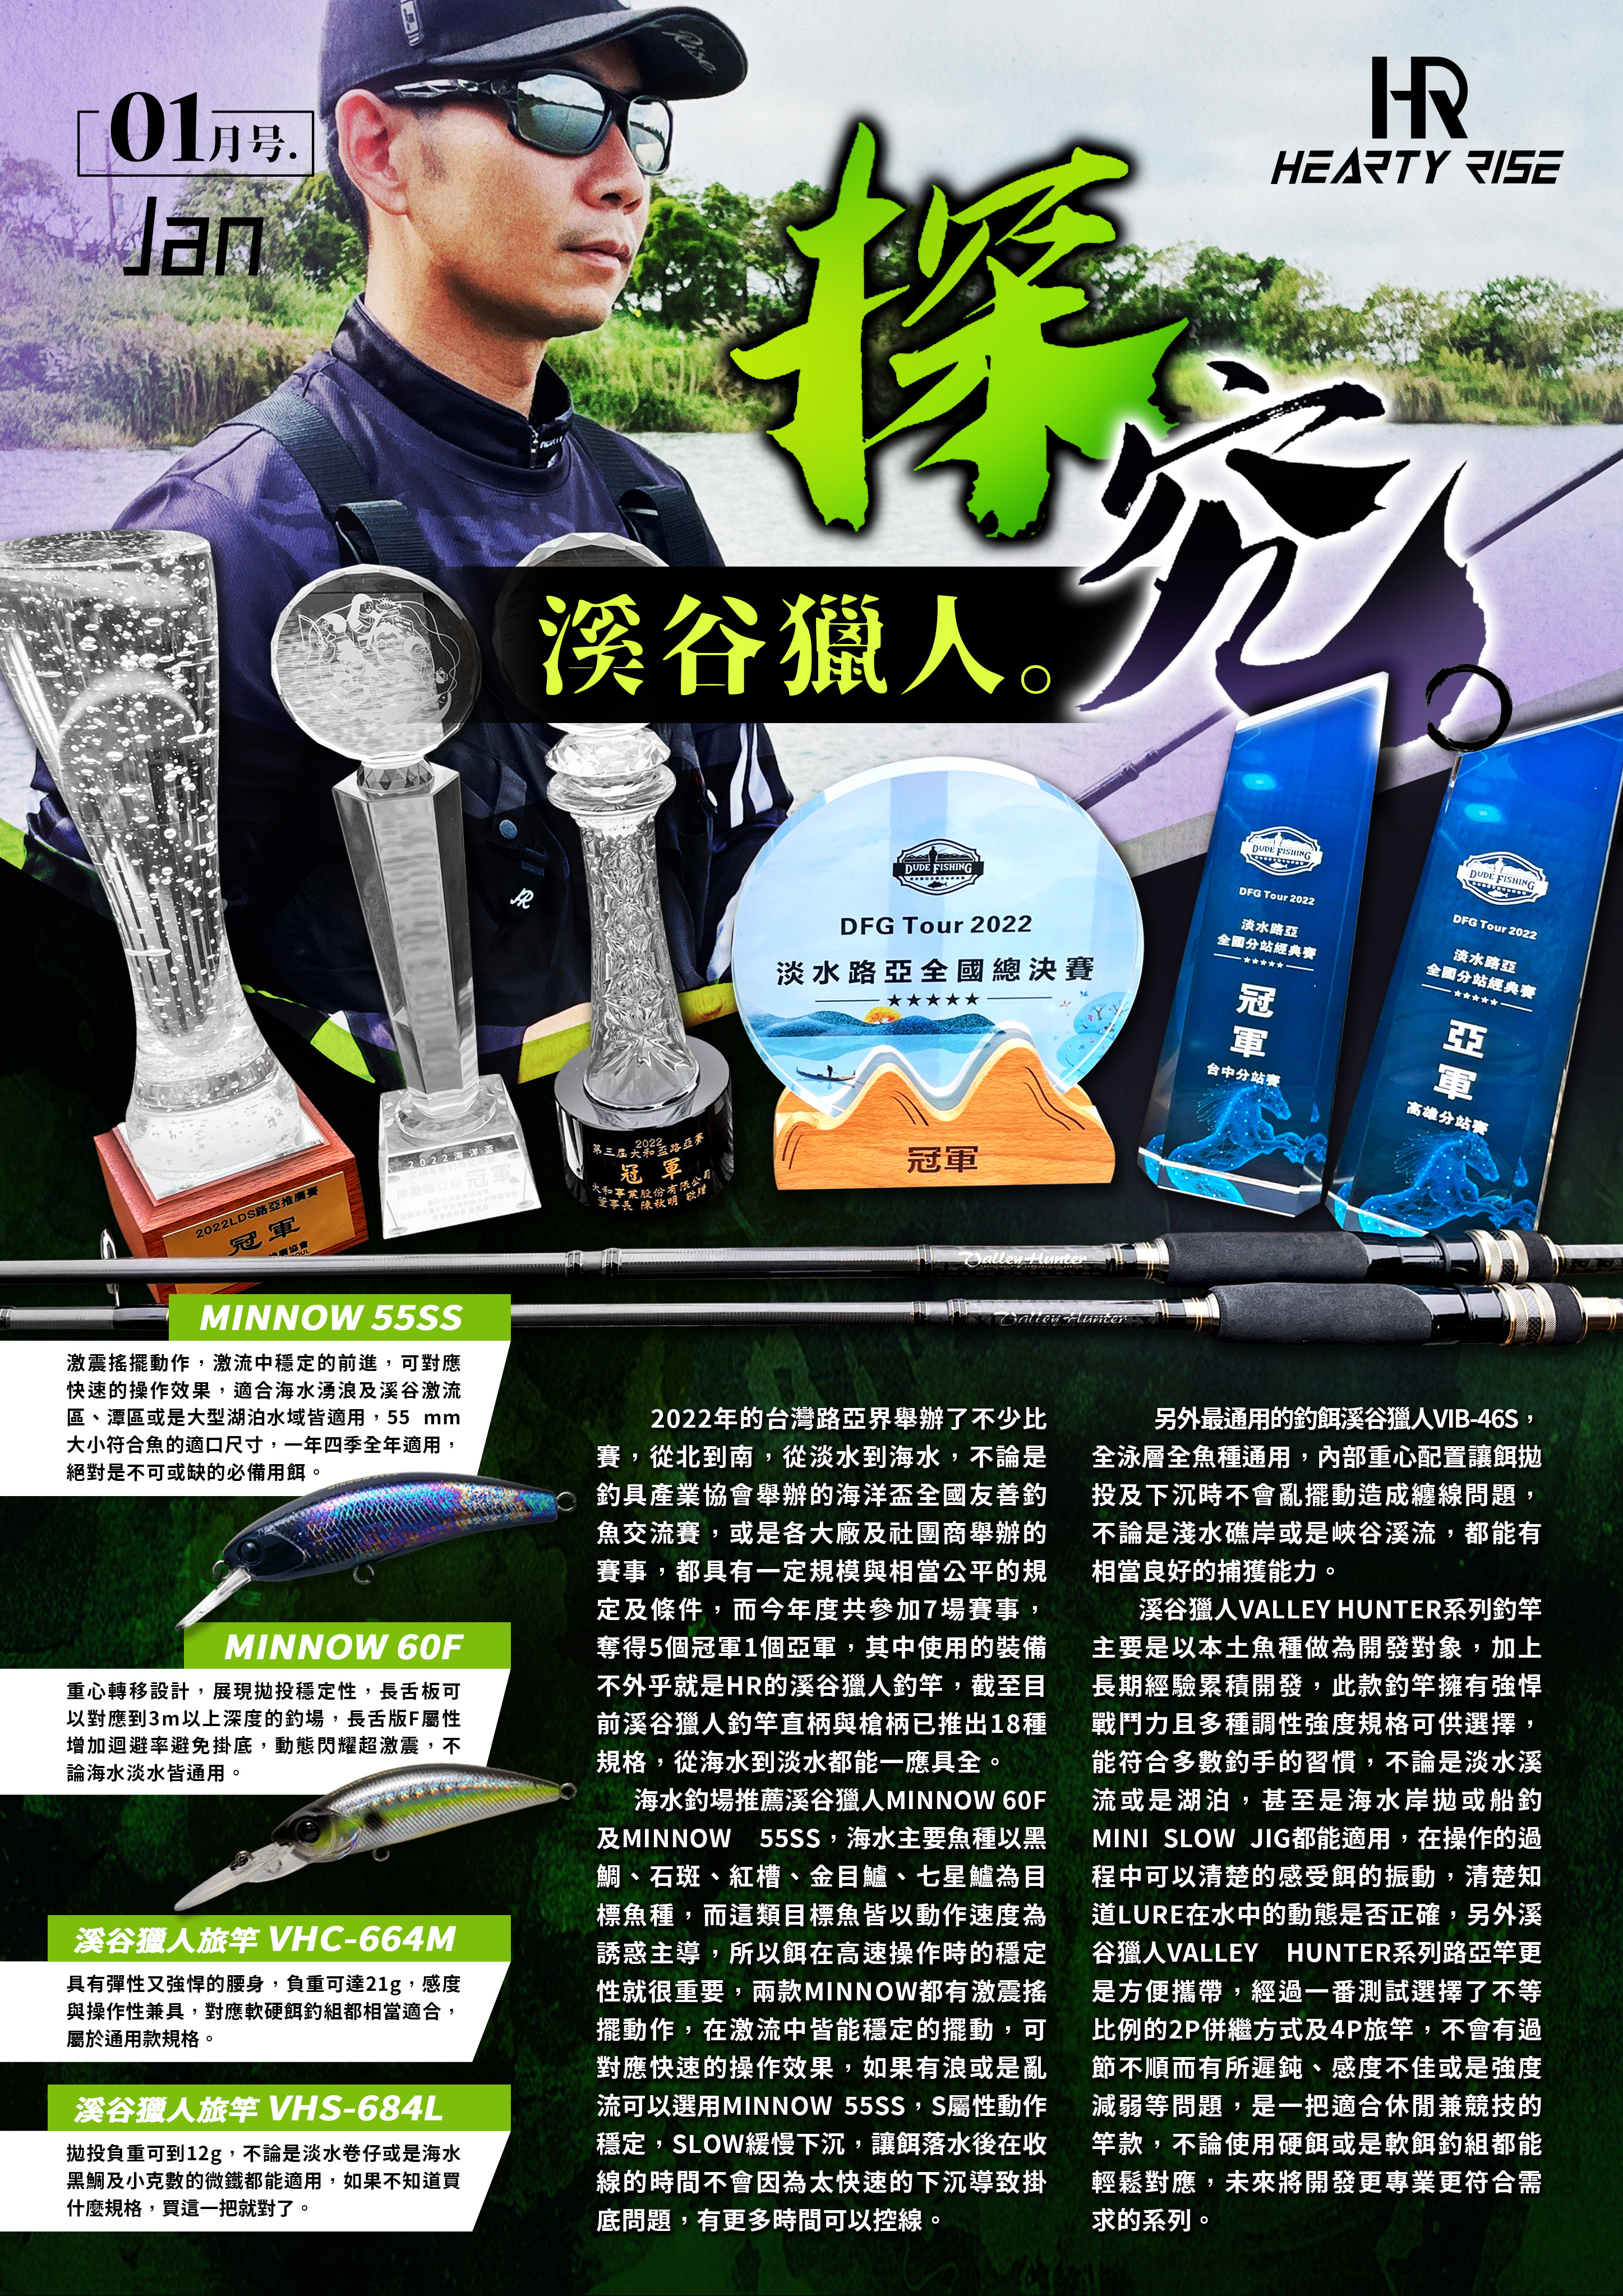 01月号.
Jan
HR
HEARTY RISE
Rise
探究。
溪谷獵人。
HR
2022LDS路亞推廣賽
冠軍
2022海洋盃
冠軍
2022
第三屆大和盃路亞賽
冠 軍
大和事業股份有限公司
董事長 陳秋明 敬贈
DUDE FISHING
DFG Tour 2022
淡水路亞全國總決賽
★★★★★
冠軍
DUDE FISHING
DFG Tour 2022
淡水路亞
全國分站經典賽
★★★★★
冠軍
台中分站賽
DUDE FISHING
DFG Tour 2022
淡水路亞
全國分站經典賽
★★★★★
亞軍
高雄分站賽
Valley Hunter
Valley Hunter
MINNOW 55SS
激震搖擺動作，激流中穩定的前進，可對應
快速的操作效果，適合海水湧浪及溪谷激流
區、潭區或是大型湖泊水域皆適用，55 mm
大小符合魚的適口尺寸，一年四季全年適用，
絕對是不可或缺的必備用餌。
MINNOW 60F
重心轉移設計，展現拋投穩定性，長舌板可
以對應到3m以上深度的釣場，長舌版F屬性
增加迴避率避免掛底，動態閃耀超激震，不
論海水淡水皆通用。
溪谷獵人旅竿 VHC-664M
具有彈性又強悍的腰身，負重可達21g，感度
與操作性兼具，對應軟硬餌釣組都相當適合，
屬於通用款規格。
溪谷獵人旅竿 VHS-684L
拋投負重可到12g，不論是淡水卷仔或是海水
黑鯛及小克數的微鐵都能適用，如果不知道買
什麼規格，買這一把就對了。
2022年的台灣路亞界舉辦了不少比
賽，從北到南，從淡水到海水，不論是
釣具產業協會舉辦的海洋盃全國友善釣
魚交流賽，或是各大廠及社團商舉辦的
賽事，都具有一定規模與相當公平的規
定及條件，而今年度共參加7場賽事，
奪得5個冠軍1個亞軍，其中使用的裝備
不外乎就是HR的溪谷獵人釣竿，截至目
前溪谷獵人釣竿直柄與槍柄已推出18種
規格，從海水到淡水都能一應具全。
海水釣場推薦溪谷獵人MINNOW 60F
及MINNOW 55SS，海水主要魚種以黑
鯛、石斑、紅槽、金目鱸、七星鱸為目
標魚種，而這類目標魚皆以動作速度為
誘惑主導，所以餌在高速操作時的穩定
性就很重要，兩款MINNOW都有激震搖
擺動作，在激流中皆能穩定的擺動，可
對應快速的操作效果，如果有浪或是亂
流可以選用MINNOW 55SS，S屬性動作
穩定，SLOW緩慢下沉，讓餌落水後在收
線的時間不會因為太快速的下沉導致掛
底問題，有更多時間可以控線。
另外最通用的釣餌溪谷獵人VIB-46S，
全泳層全魚種通用，內部重心配置讓餌拋
投及下沉時不會亂擺動造成纏線問題，
不論是淺水礁岸或是峽谷溪流，都能有
相當良好的捕獲能力。
溪谷獵人VALLEY HUNTER系列釣竿
主要是以本土魚種做為開發對象，加上
長期經驗累積開發，此款釣竿擁有強悍
戰鬥力且多種調性強度規格可供選擇，
能符合多數釣手的習慣，不論是淡水溪
流或是湖泊，甚至是海水岸拋或船釣
MINI SLOW JIG都能適用，在操作的過
程中可以清楚的感受餌的振動，清楚知
道LURE在水中的動態是否正確，另外溪
谷獵人VALLEY HUNTER系列路亞竿更
是方便攜帶，經過一番測試選擇了不等
比例的2P併繼方式及4P旅竿，不會有過
節不順而有所遲鈍、感度不佳或是強度
減弱等問題，是一把適合休閒兼競技的
竿款，不論使用硬餌或是軟餌釣組都能
輕鬆對應，未來將開發更專業更符合需
求的系列。